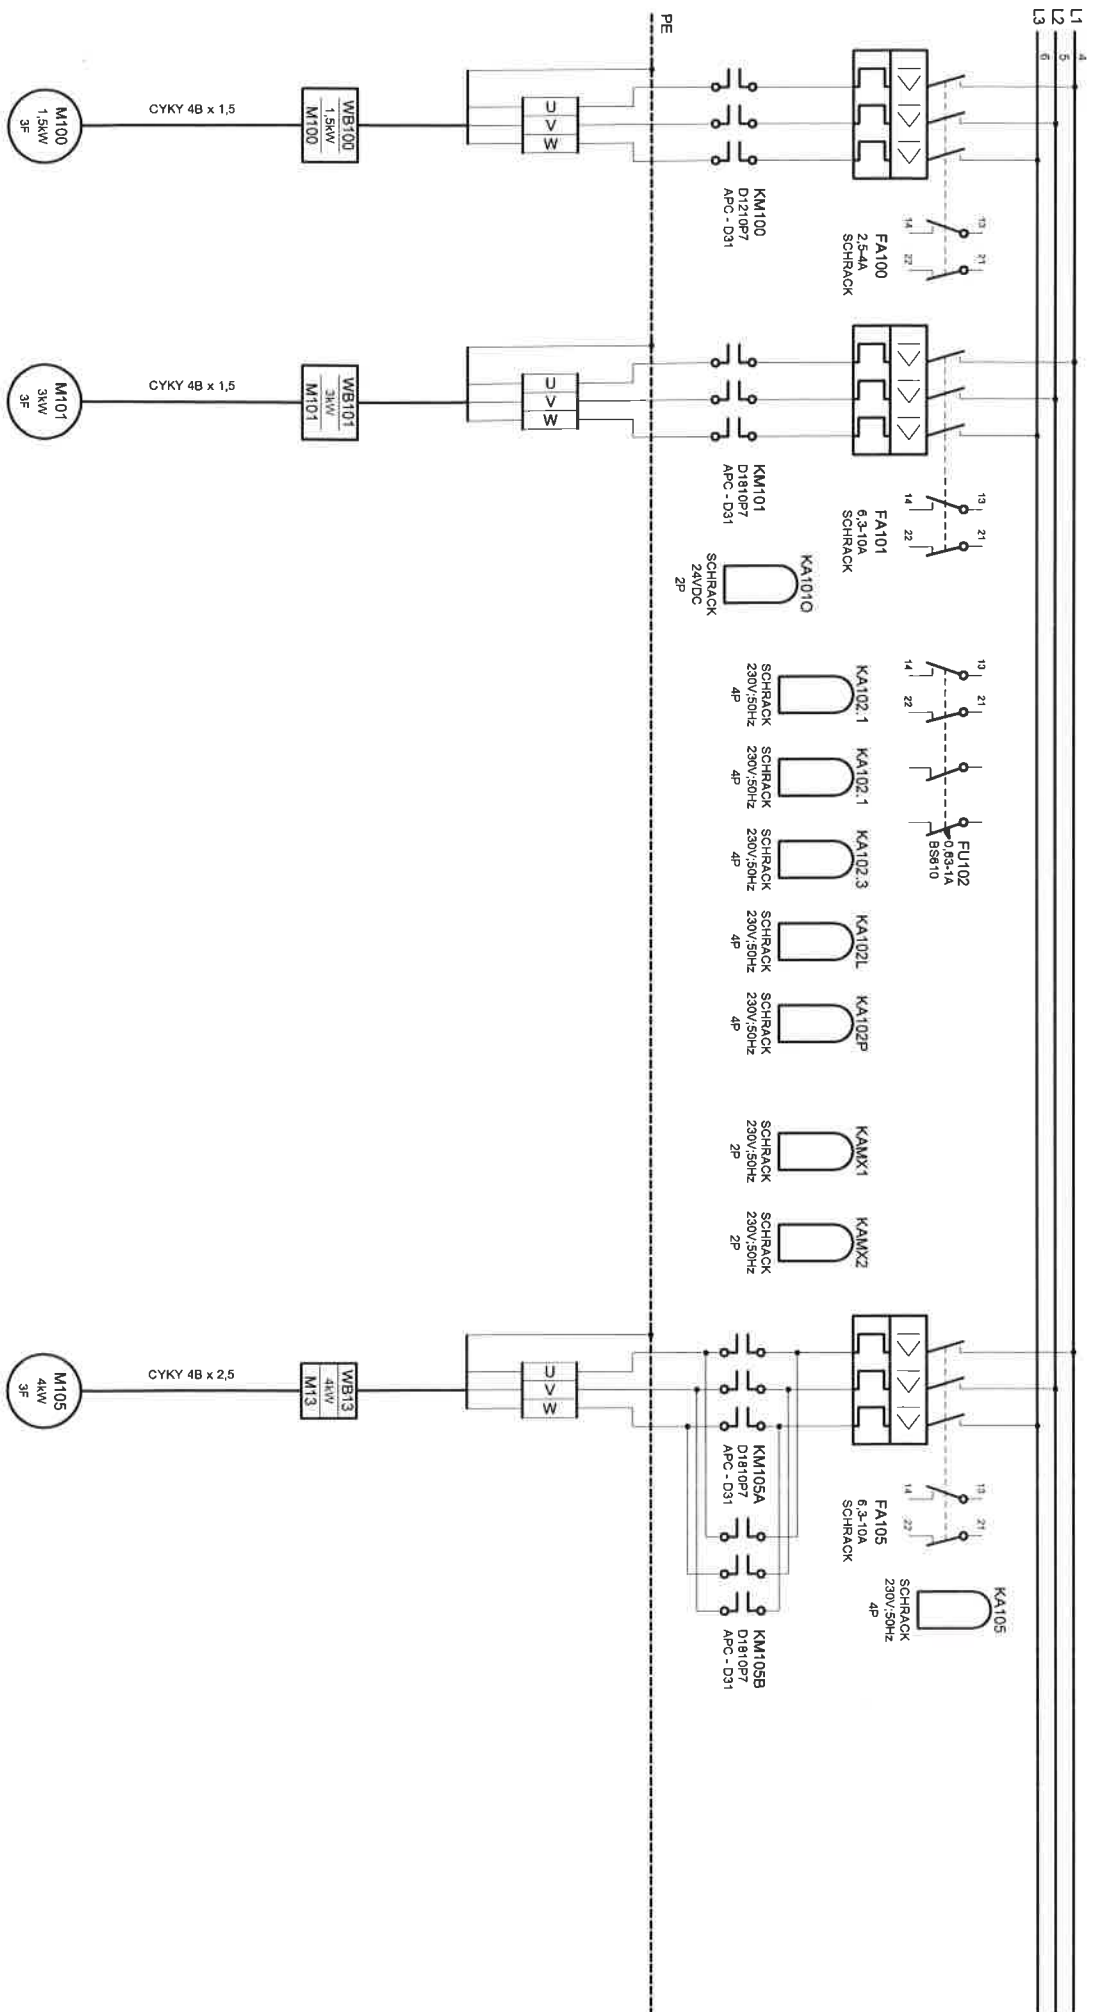 L1
L2
L3
4
5
6
PE
13
21
14
22
FA100
2,5-4A
SCHRACK
KM100
D1210P7
APC - D31
U
V
W
WB100
1,5kW
M100
CYKY 4B x 1,5
M100
1,5kW
3F
13
21
14
22
FA101
6,3-10A
SCHRACK
KM101
D1810P7
APC - D31
U
V
W
WB101
3kW
M101
CYKY 4B x 1,5
M101
3kW
3F
KA101O
SCHRACK
24VDC
2P
13
21
14
22
FU102
0,63-1A
BS610
KA102.1
SCHRACK
230V;50Hz
4P
KA102.1
SCHRACK
230V;50Hz
4P
KA102.3
SCHRACK
230V;50Hz
4P
KA102L
SCHRACK
230V;50Hz
4P
KA102P
SCHRACK
230V;50Hz
4P
KAMX1
SCHRACK
230V;50Hz
2P
KAMX2
SCHRACK
230V;50Hz
2P
13
21
14
22
FA105
6,3-10A
SCHRACK
KA105
SCHRACK
230V;50Hz
4P
KM105A
D1810P7
APC - D31
KM105B
D1810P7
APC - D31
U
V
W
WB13
4kW
M13
CYKY 4B x 2,5
M105
4kW
3F